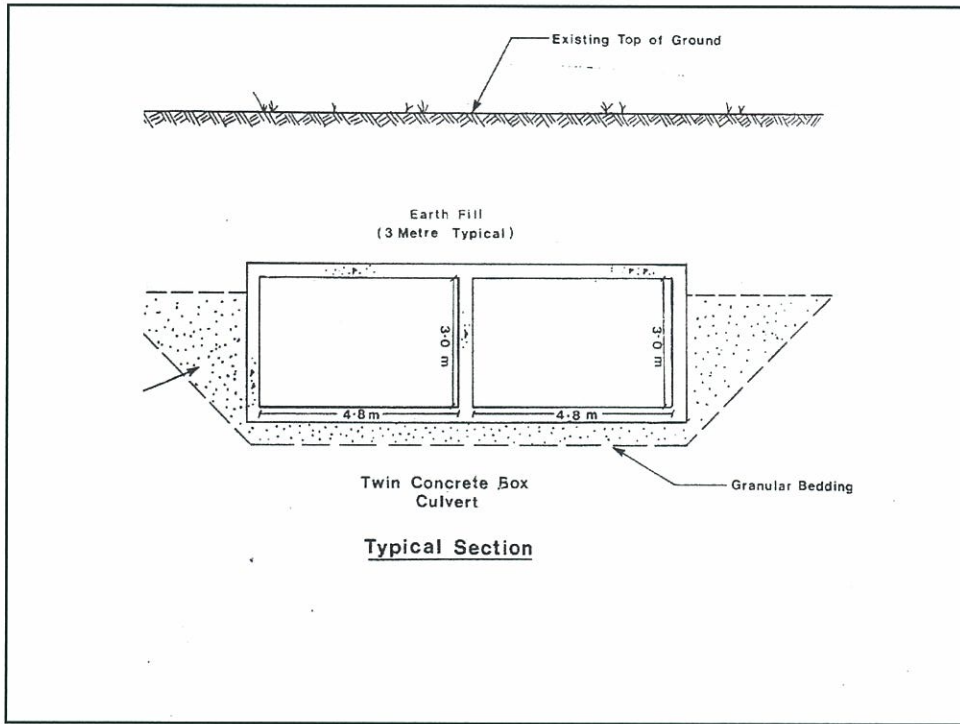 Existing Top of Ground
Earth Fill
(3 Metre Typical)
3·0 m
3·0 m
4·8 m
4·8 m
Granular Bedding
Twin Concrete Box
Culvert
Typical Section